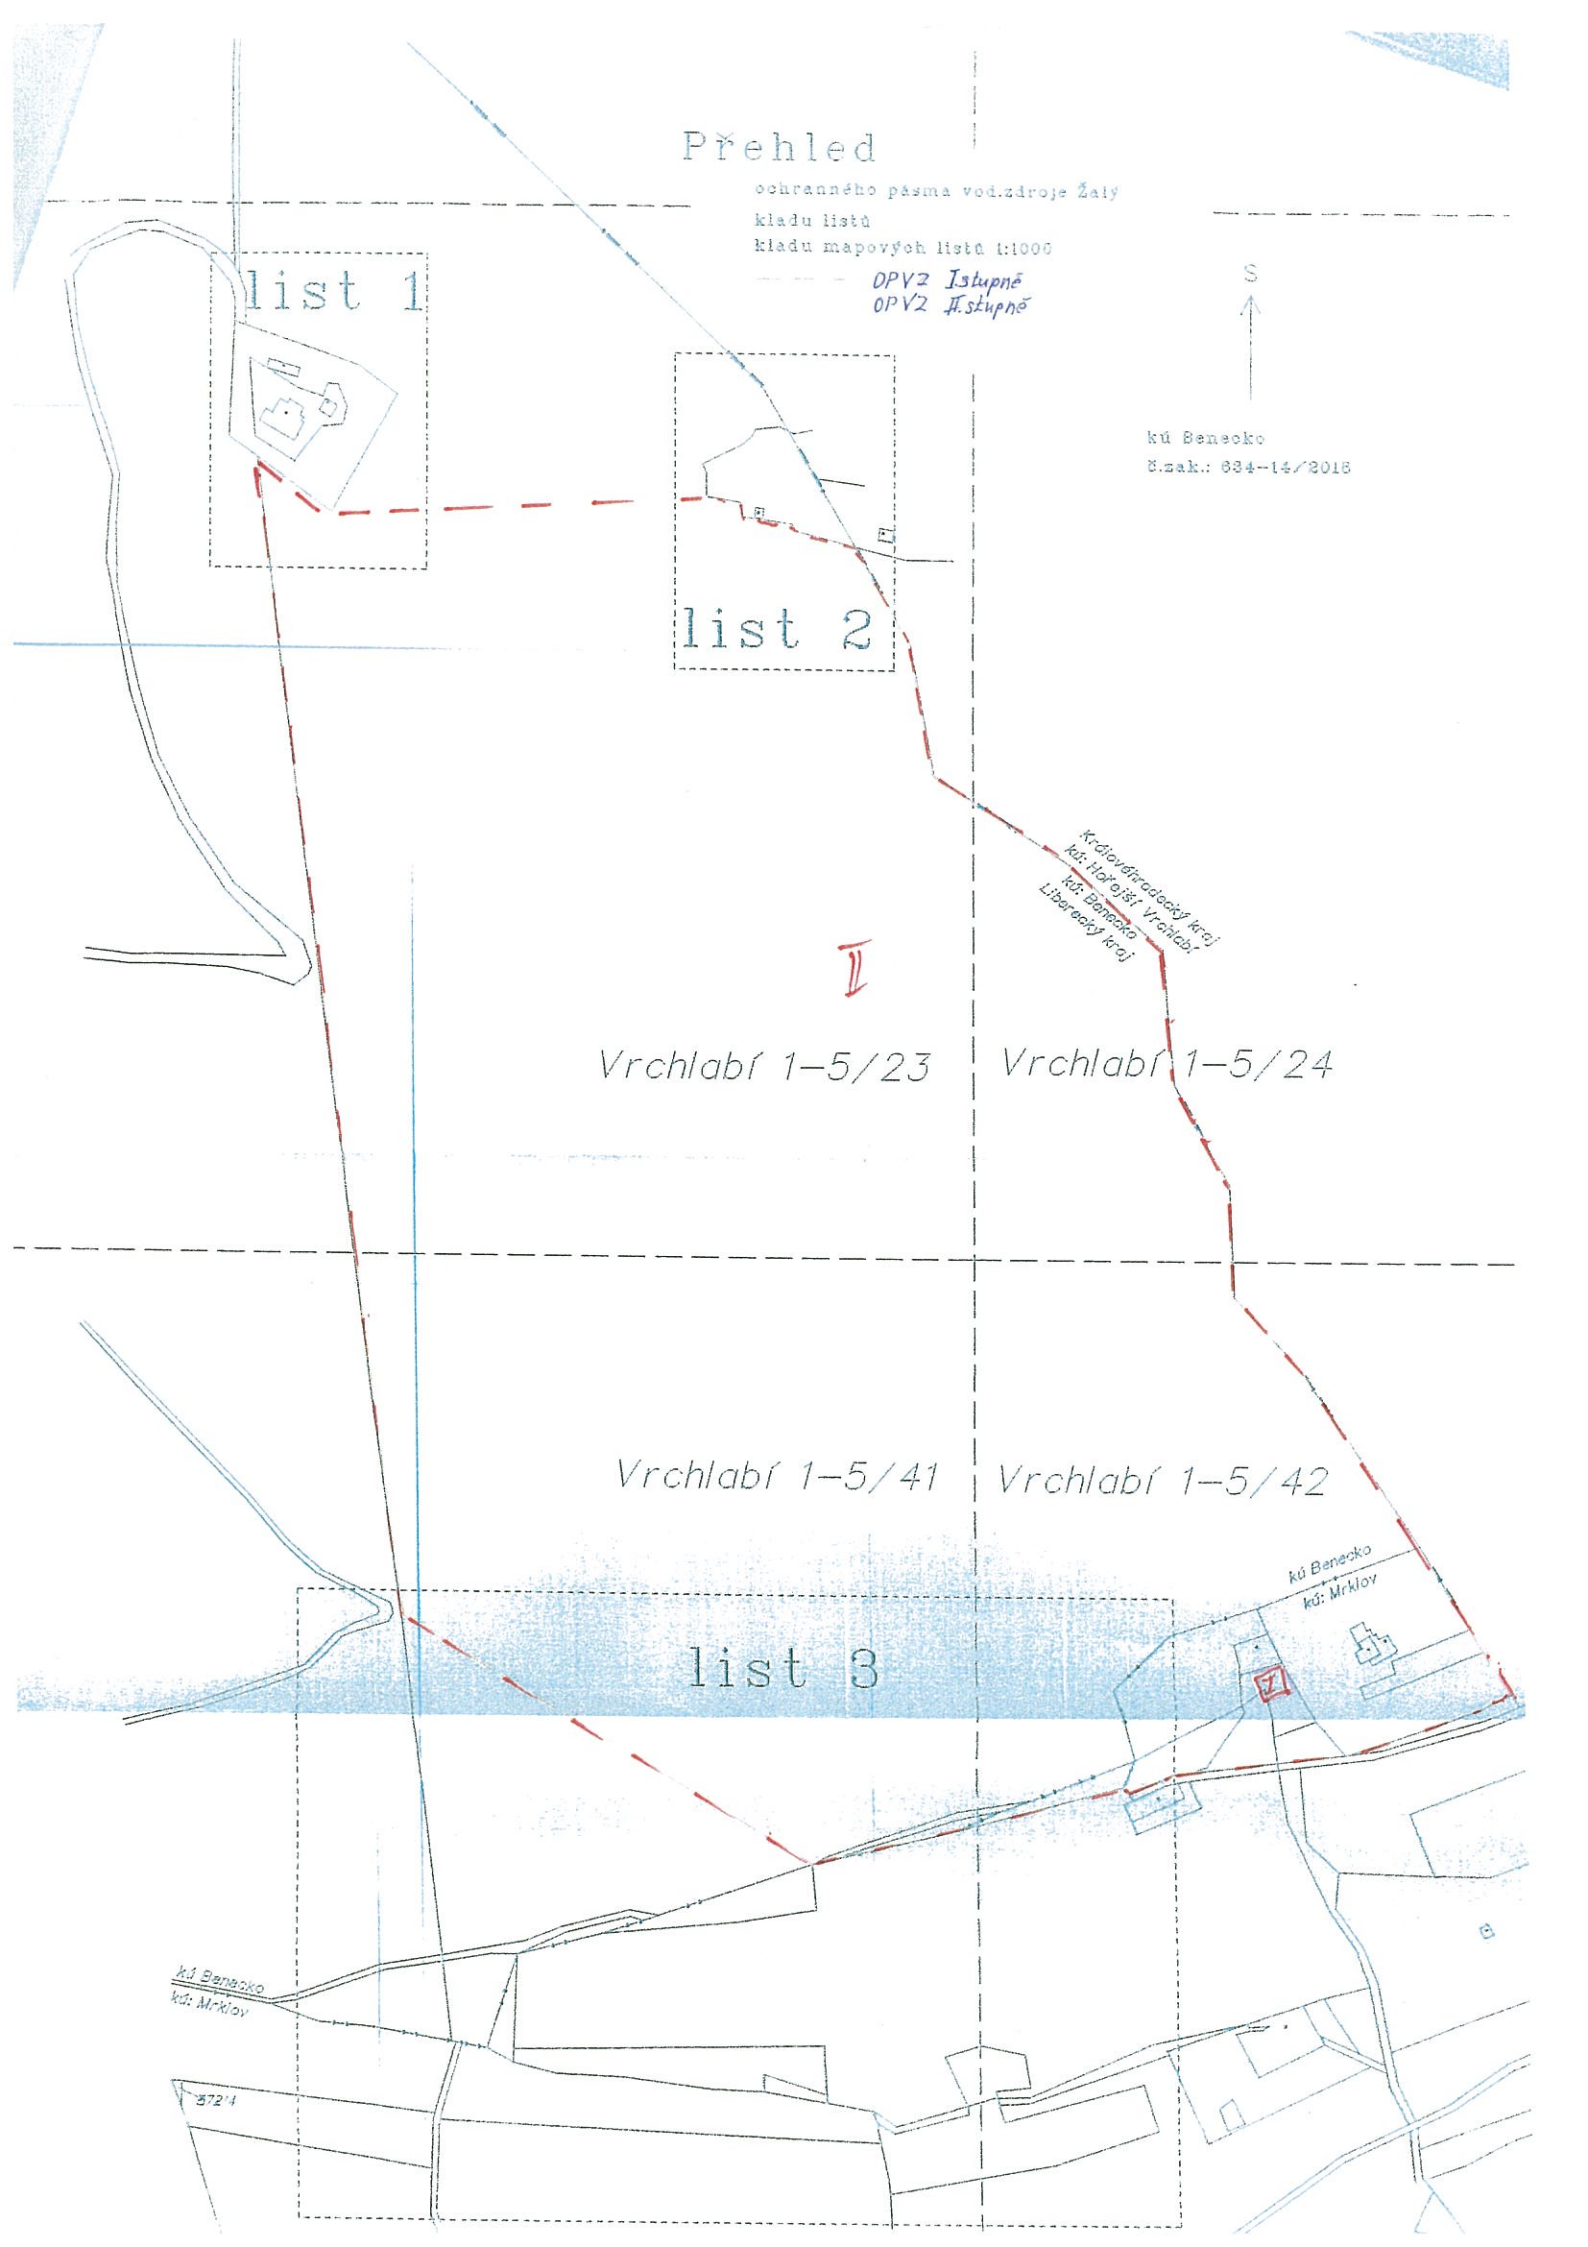 Přehled
ochranného pásma vod.zdroje Žalý
kladu listů
kladu mapových listů 1:1000
OPVZ I.stupně
OPVZ II.stupně
S
list 1
kú Benecko
č.zak.: 634-14/2016
list 2
Královéhradecký kraj
kú: Hořejší Vrchlabí
kú: Benecko
Liberecký kraj
II
Vrchlabí 1-5/23
Vrchlabí 1-5/24
Vrchlabí 1-5/41
Vrchlabí 1-5/42
kú Benecko
kú: Mrklov
list 3
I
kú Benecko
kú: Mrklov